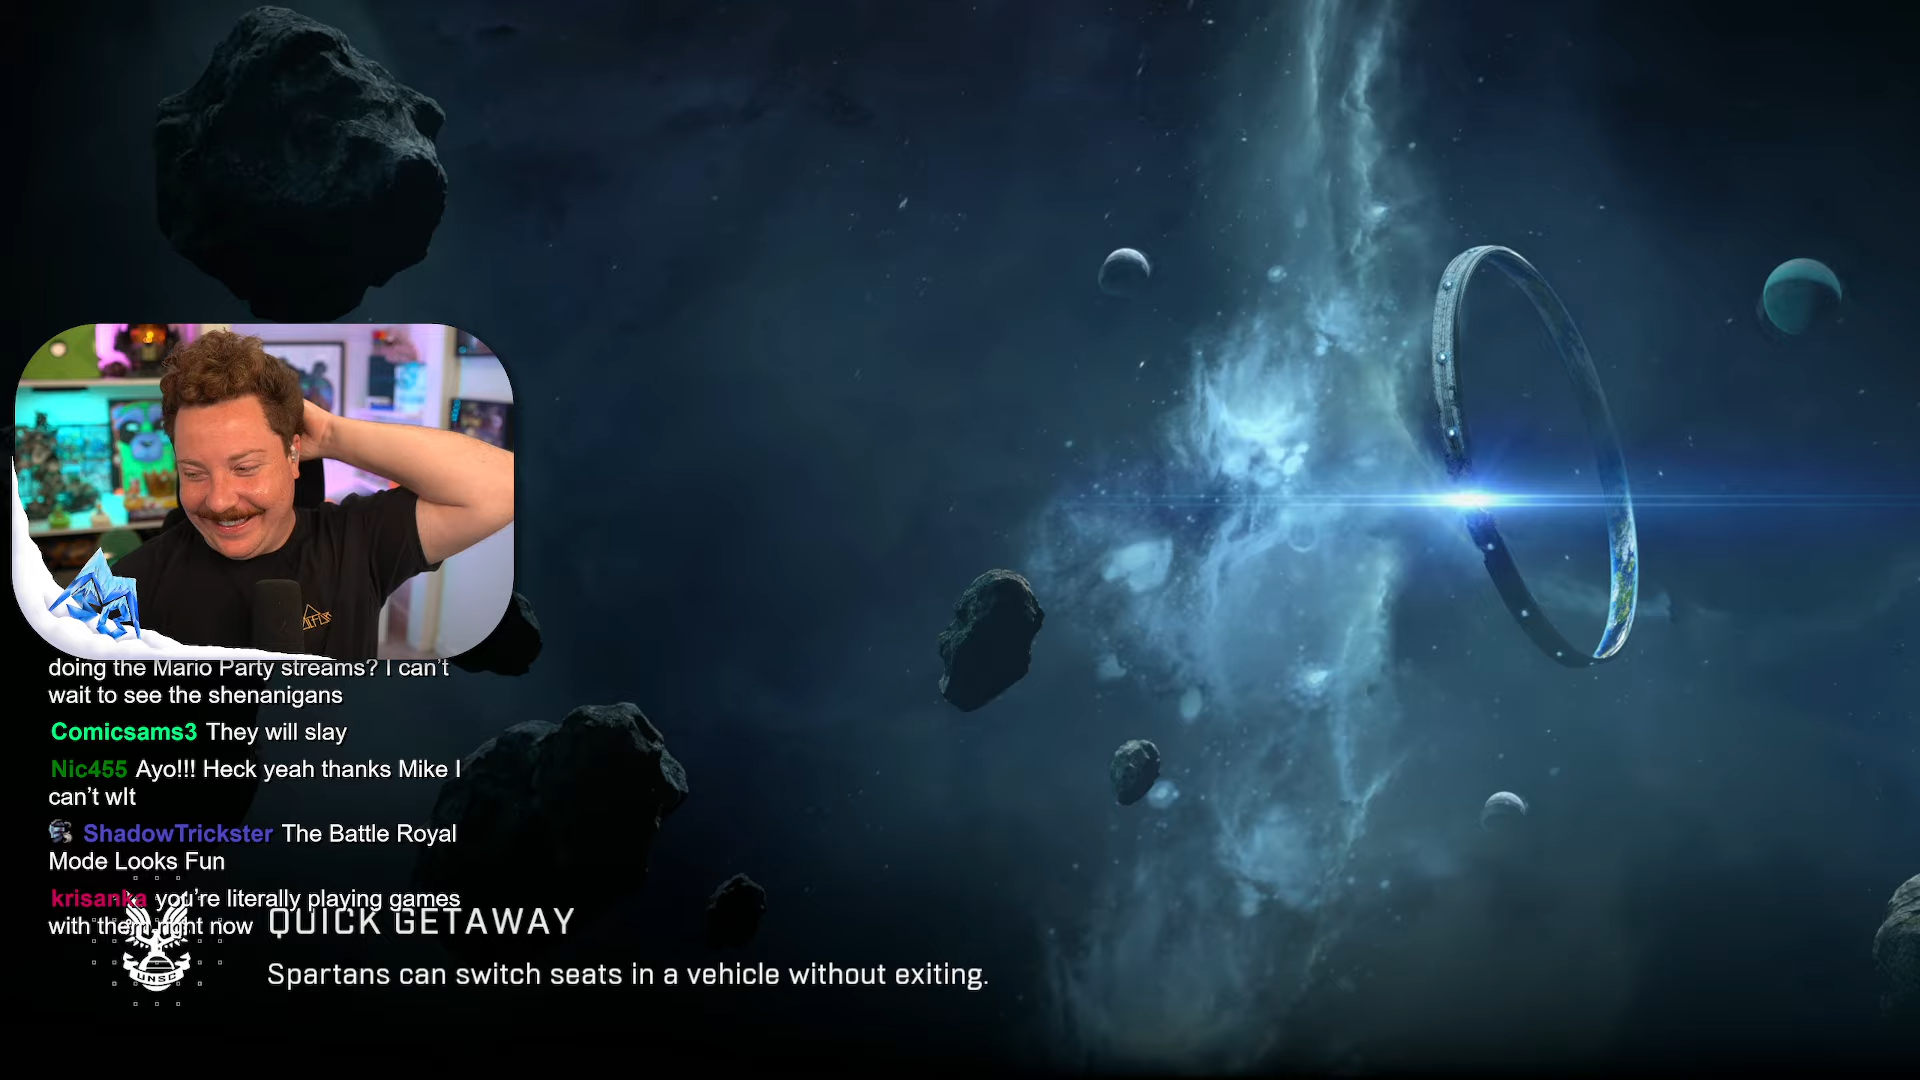 doing the Mario Party streams? I can't
wait to see the shenanigans
Comicsams3 They will slay
Nic455 Ayo!!! Heck yeah thanks Mike I
can't wIt
ShadowTrickster The Battle Royal
Mode Looks Fun
krisanka you're literally playing games
with them right now
QUICK GETAWAY
UNSC
Spartans can switch seats in a vehicle without exiting.